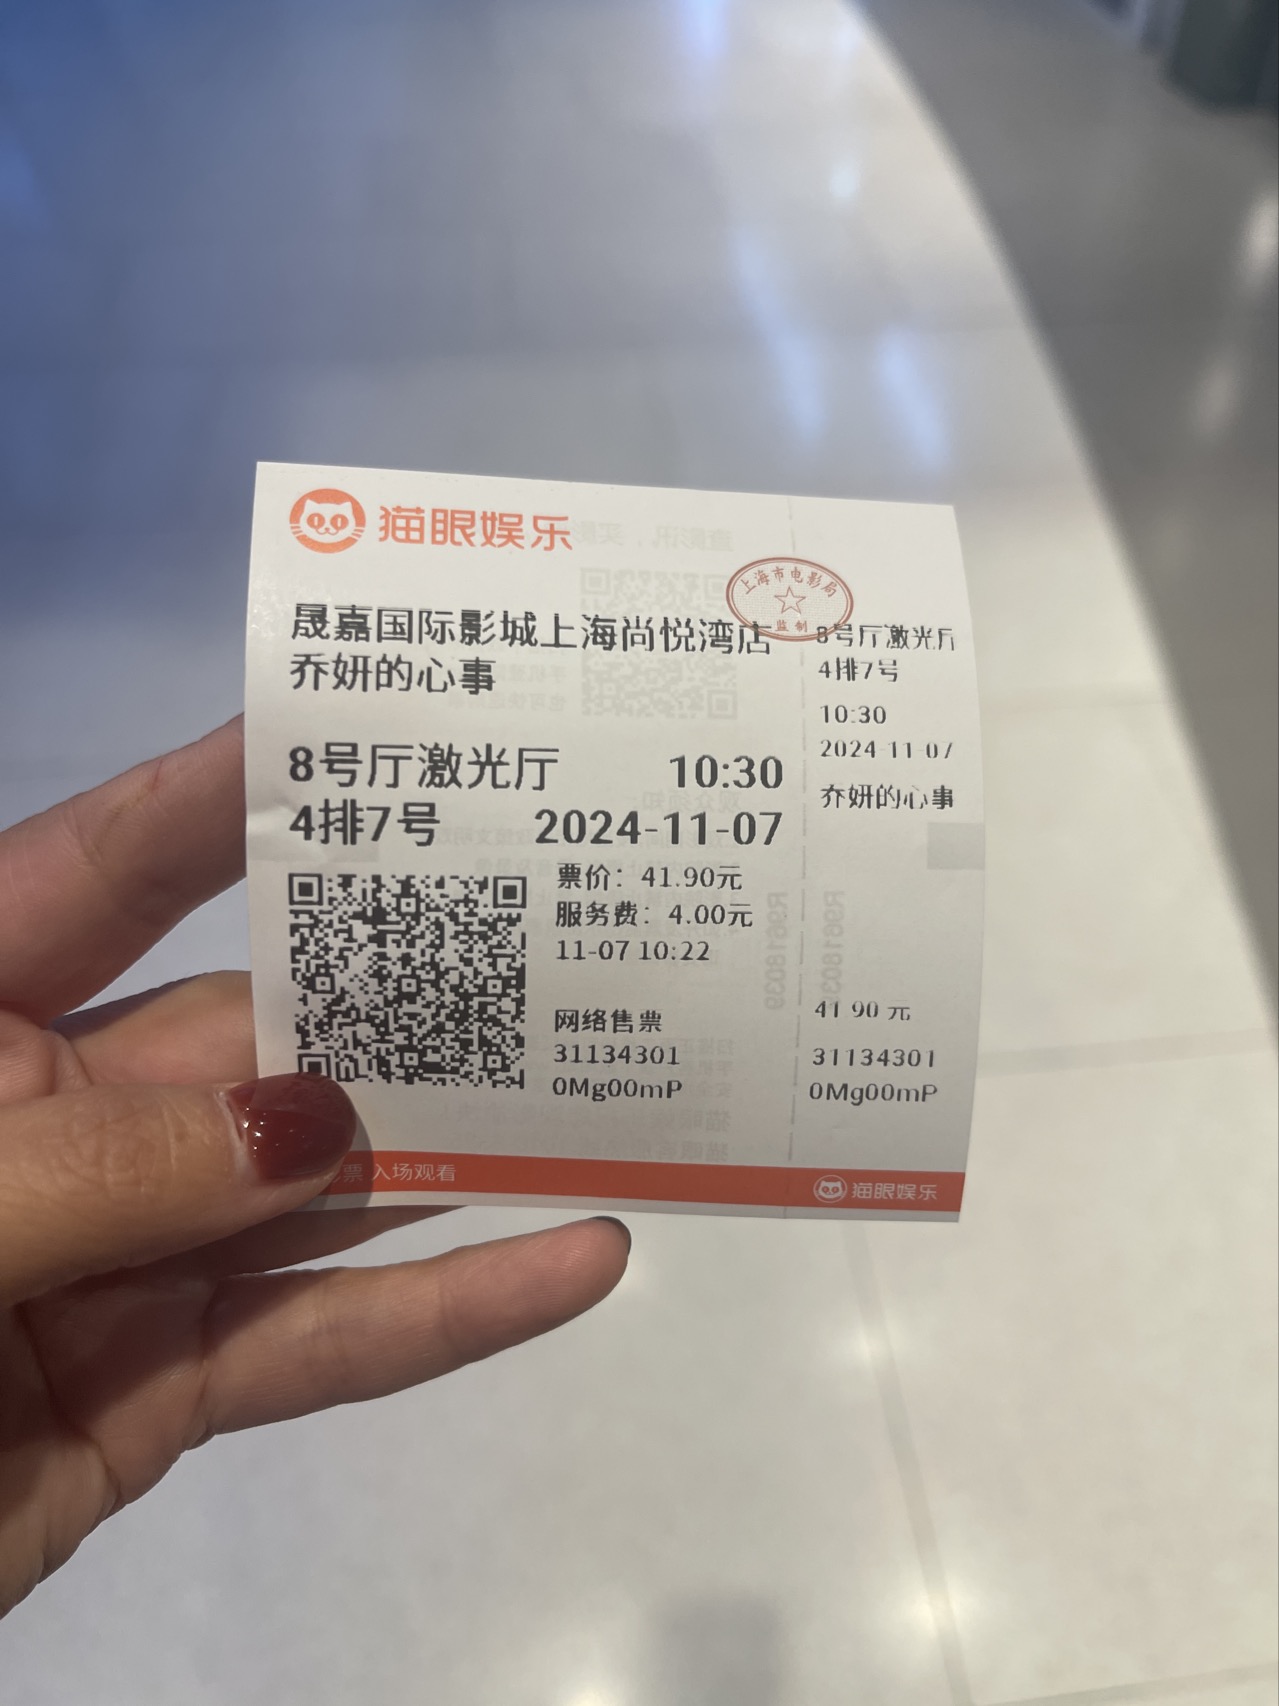 猫眼娱乐
上海市电影局
监制
晟嘉国际影城上海尚悦湾店
乔妍的心事
8号厅激光厅 10:30
4排7号 2024-11-07
票价：41.90元
服务费：4.00元
11-07 10:22
网络售票
31134301
0Mg00mP
票 入场观看
8号厅激光厅
4排7号
10:30
2024-11-07
乔妍的心事
41.90 元
31134301
0Mg00mP
猫眼娱乐
R9618039